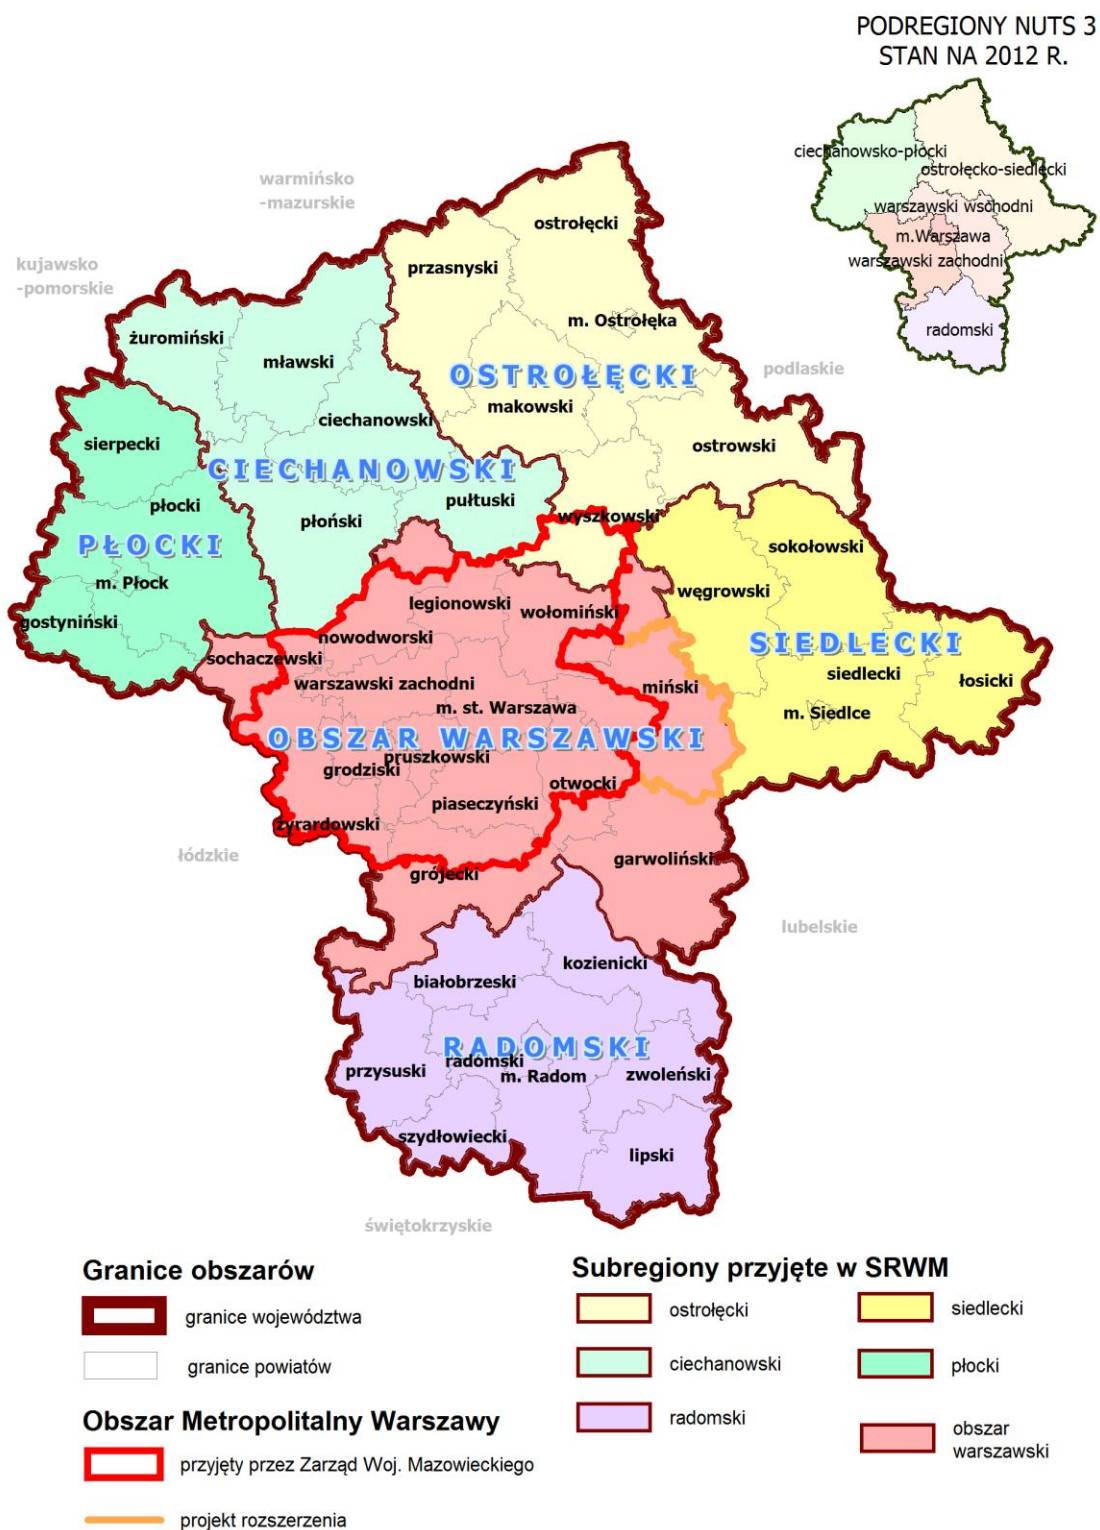 PODREGIONY NUTS 3
STAN NA 2012 R.
ciechanowsko-płocki
ostrołęcko-siedlecki
warszawski wschodni
m.Warszawa
warszawski zachodni
radomski
warmińsko
-mazurskie
kujawsko
-pomorskie
podlaskie
łódzkie
lubelskie
świętokrzyskie
ostrołęcki
przasnyski
m. Ostrołęka
OSTROŁĘCKI
makowski
ostrowski
wyszkowski
żuromiński
mławski
ciechanowski
CIECHANOWSKI
pułtuski
płoński
sierpecki
płocki
PŁOCKI
m. Płock
gostyniński
sokołowski
węgrowski
SIEDLECKI
siedlecki
łosicki
m. Siedlce
legionowski
wołomiński
nowodworski
sochaczewski
warszawski zachodni
miński
m. st. Warszawa
OBSZAR WARSZAWSKI
pruszkowski
grodziski
otwocki
piaseczyński
żyrardowski
garwoliński
grójecki
kozienicki
białobrzeski
RADOMSKI
radomski
m. Radom
przysuski
zwoleński
szydłowiecki
lipski
Granice obszarów
granice województwa
granice powiatów
Obszar Metropolitalny Warszawy
przyjęty przez Zarząd Woj. Mazowieckiego
projekt rozszerzenia
Subregiony przyjęte w SRWM
ostrołęcki
ciechanowski
radomski
siedlecki
płocki
obszar
warszawski